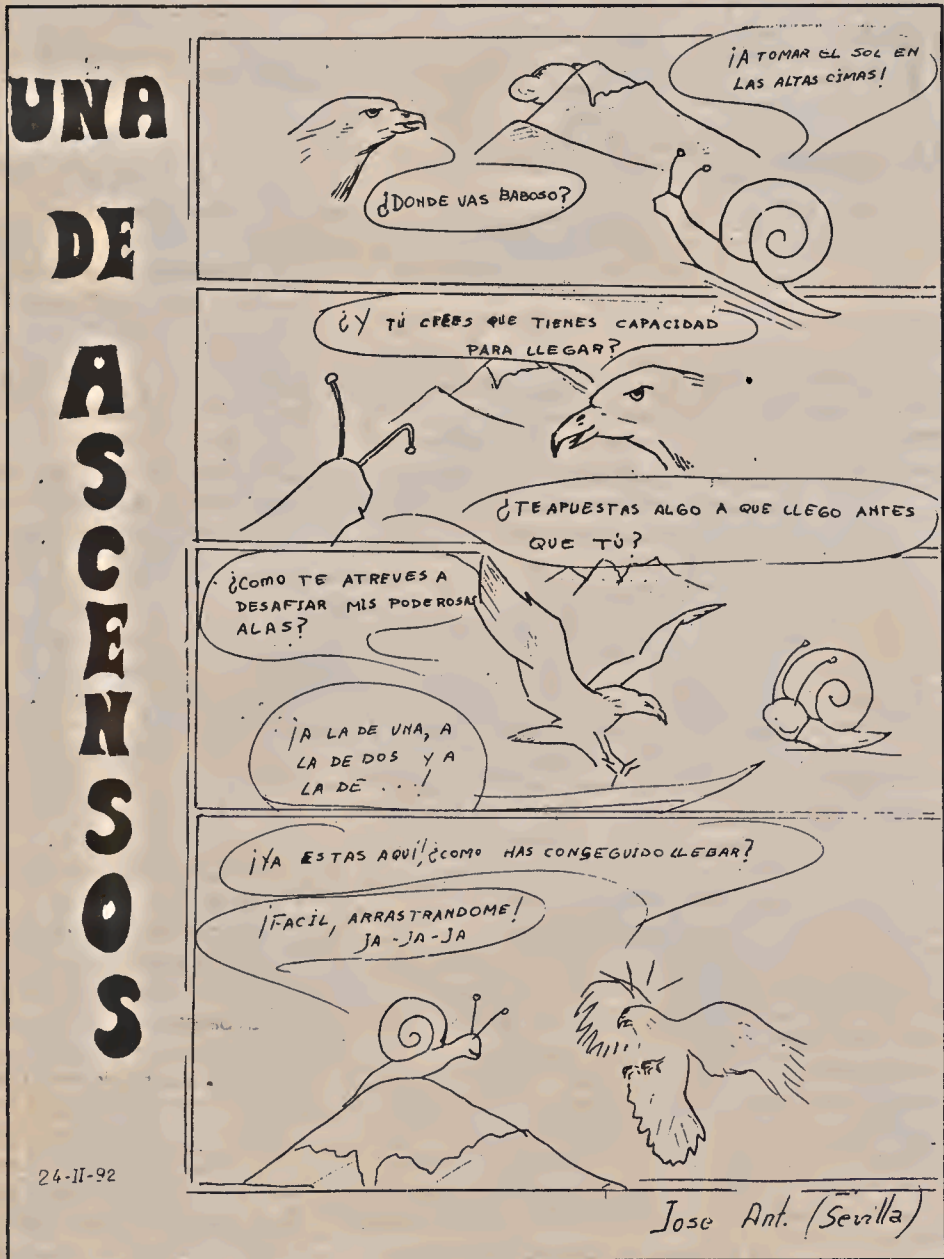 UNA
DE
ASCENSOS
¡A TOMAR EL SOL EN
LAS ALTAS CIMAS!
¿DONDE VAS BABOSO?
¿Y TÚ CREES QUE TIENES CAPACIDAD
PARA LLEGAR?
¿TE APUESTAS ALGO A QUE LLEGO ANTES
QUE TÚ?
¿COMO TE ATREVES A
DESAFIAR MIS PODEROSAS
ALAS?
¡A LA DE UNA, A
LA DE DOS Y A
LA DE ...!
¡YA ESTAS AQUÍ! ¿COMO HAS CONSEGUIDO LLEBAR?
¡FACIL, ARRASTRANDOME!
JA-JA-JA
24-II-92
Jose Ant. (Sevilla)